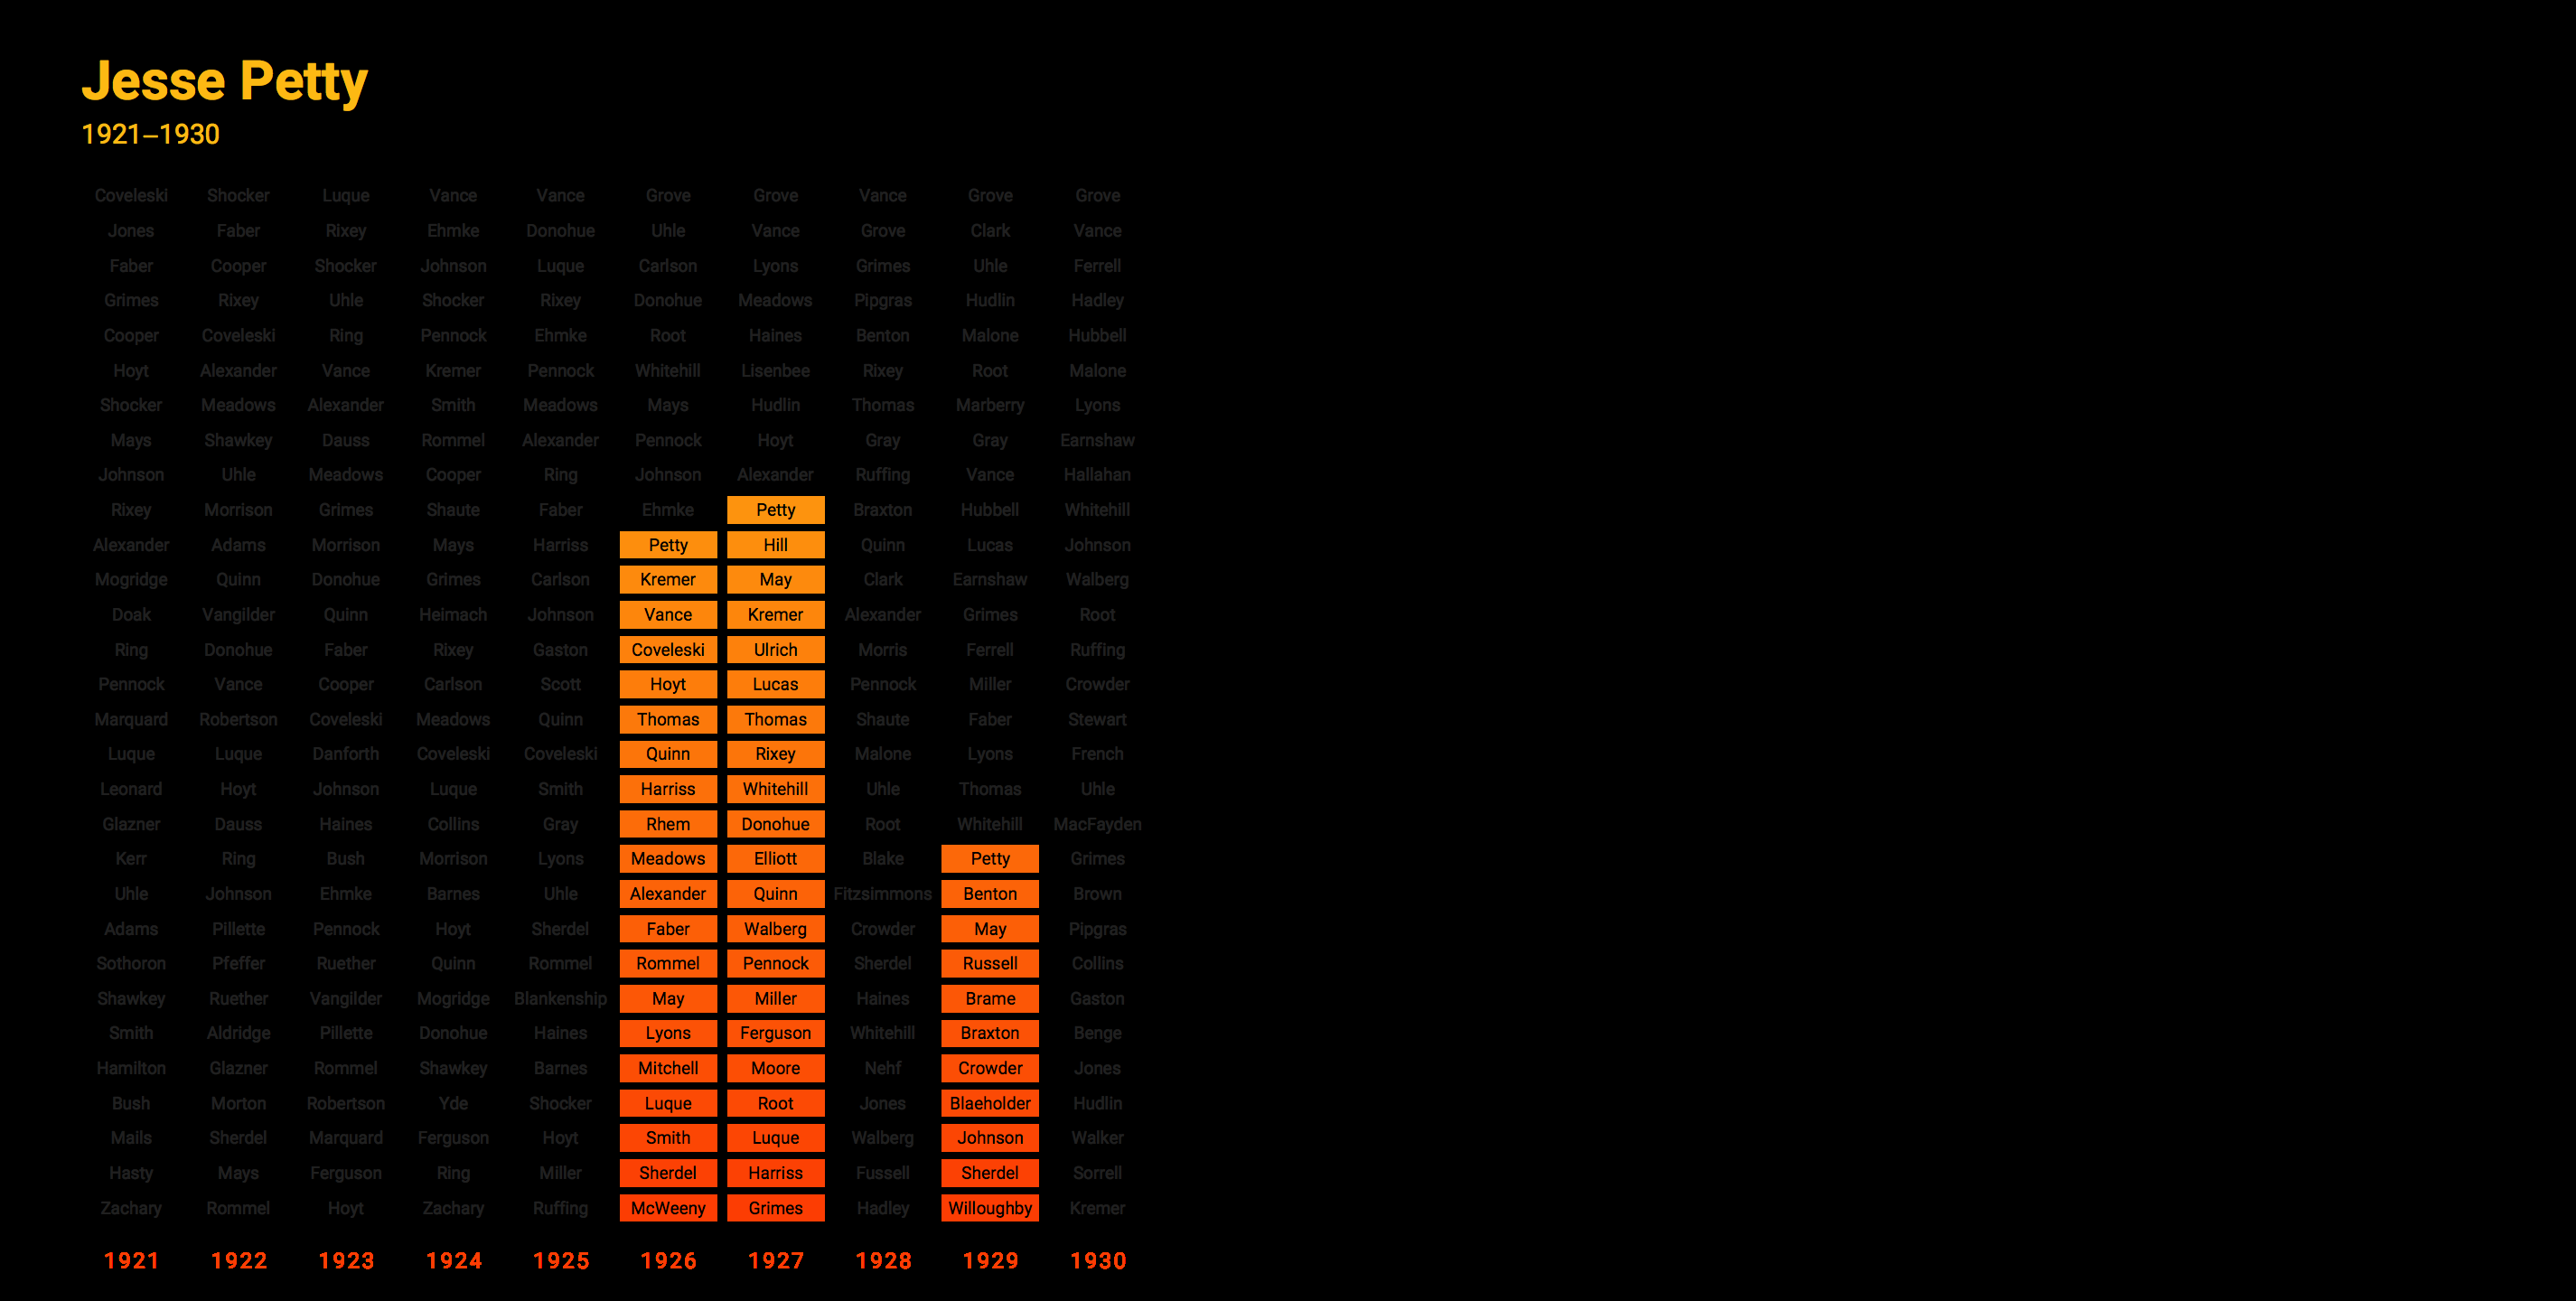 Jesse Petty
1921–1930
Coveleski Shocker Luque Vance Vance Grove Grove Vance Grove Grove
Jones Faber Rixey Ehmke Donohue Uhle Vance Grove Clark Vance
Faber Cooper Shocker Johnson Luque Carlson Lyons Grimes Uhle Ferrell
Grimes Rixey Uhle Shocker Rixey Donohue Meadows Pipgras Hudlin Hadley
Cooper Coveleski Ring Pennock Ehmke Root Haines Benton Malone Hubbell
Hoyt Alexander Vance Kremer Pennock Whitehill Lisenbee Rixey Root Malone
Shocker Meadows Alexander Smith Meadows Mays Hudlin Thomas Marberry Lyons
Mays Shawkey Dauss Rommel Alexander Pennock Hoyt Gray Gray Earnshaw
Johnson Uhle Meadows Cooper Ring Johnson Alexander Ruffing Vance Hallahan
Rixey Morrison Grimes Shaute Faber Ehmke Petty Braxton Hubbell Whitehill
Alexander Adams Morrison Mays Harriss Petty Hill Quinn Lucas Johnson
Mogridge Quinn Donohue Grimes Carlson Kremer May Clark Earnshaw Walberg
Doak Vangilder Quinn Heimach Johnson Vance Kremer Alexander Grimes Root
Ring Donohue Faber Rixey Gaston Coveleski Ulrich Morris Ferrell Ruffing
Pennock Vance Cooper Carlson Scott Hoyt Lucas Pennock Miller Crowder
Marquard Robertson Coveleski Meadows Quinn Thomas Thomas Shaute Faber Stewart
Luque Luque Danforth Coveleski Coveleski Quinn Rixey Malone Lyons French
Leonard Hoyt Johnson Luque Smith Harriss Whitehill Uhle Thomas Uhle
Glazner Dauss Haines Collins Gray Rhem Donohue Root Whitehill MacFayden
Kerr Ring Bush Morrison Lyons Meadows Elliott Blake Petty Grimes
Uhle Johnson Ehmke Barnes Uhle Alexander Quinn Fitzsimmons Benton Brown
Adams Pillette Pennock Hoyt Sherdel Faber Walberg Crowder May Pipgras
Sothoron Pfeffer Ruether Quinn Rommel Rommel Pennock Sherdel Russell Collins
Shawkey Ruether Vangilder Mogridge Blankenship May Miller Haines Brame Gaston
Smith Aldridge Pillette Donohue Haines Lyons Ferguson Whitehill Braxton Benge
Hamilton Glazner Rommel Shawkey Barnes Mitchell Moore Nehf Crowder Jones
Bush Morton Robertson Yde Shocker Luque Root Jones Blaeholder Hudlin
Mails Sherdel Marquard Ferguson Hoyt Smith Luque Walberg Johnson Walker
Hasty Mays Ferguson Ring Miller Sherdel Harriss Fussell Sherdel Sorrell
Zachary Rommel Hoyt Zachary Ruffing McWeeny Grimes Hadley Willoughby Kremer
1921 1922 1923 1924 1925 1926 1927 1928 1929 1930